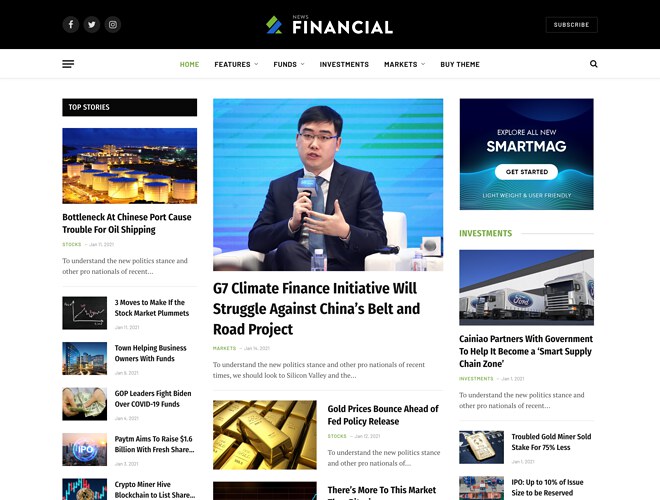 NEWS
FINANCIAL
SUBSCRIBE
HOME
FEATURES
FUNDS
INVESTMENTS
MARKETS
BUY THEME
TOP STORIES
Bottleneck At Chinese Port Cause
Trouble For Oil Shipping
STOCKS — Jan 11, 2021
To understand the new politics stance and
other pro nationals of recent…
3 Moves to Make If the
Stock Market Plummets
Jan 11, 2021
Town Helping Business
Owners With Funds
Jan 6, 2021
GOP Leaders Fight Biden
Over COVID-19 Funds
Jan 4, 2021
IPO
Paytm Aims To Raise $1.6
Billion With Fresh Share…
Jan 3, 2021
Crypto Miner Hive
Blockchain to List Share…
G7 Climate Finance Initiative Will
Struggle Against China’s Belt and
Road Project
MARKETS — Jan 14, 2021
To understand the new politics stance and other pro nationals of recent
times, we should look to Silicon Valley and the…
Gold Prices Bounce Ahead of
Fed Policy Release
STOCKS — Jan 12, 2021
To understand the new politics stance
and other pro nationals of…
There’s More To This Market
EXPLORE ALL NEW
SMARTMAG
GET STARTED
LIGHT WEIGHT & USER FRIENDLY
INVESTMENTS
Ford
Cainiao Partners With Government
To Help It Become a ‘Smart Supply
Chain Zone’
INVESTMENTS — Jan 1, 2021
To understand the new politics stance and
other pro nationals of recent…
Troubled Gold Miner Sold
Stake For 75% Less
Jan 1, 2021
IPO: Up to 10% of Issue
Size to be Reserved